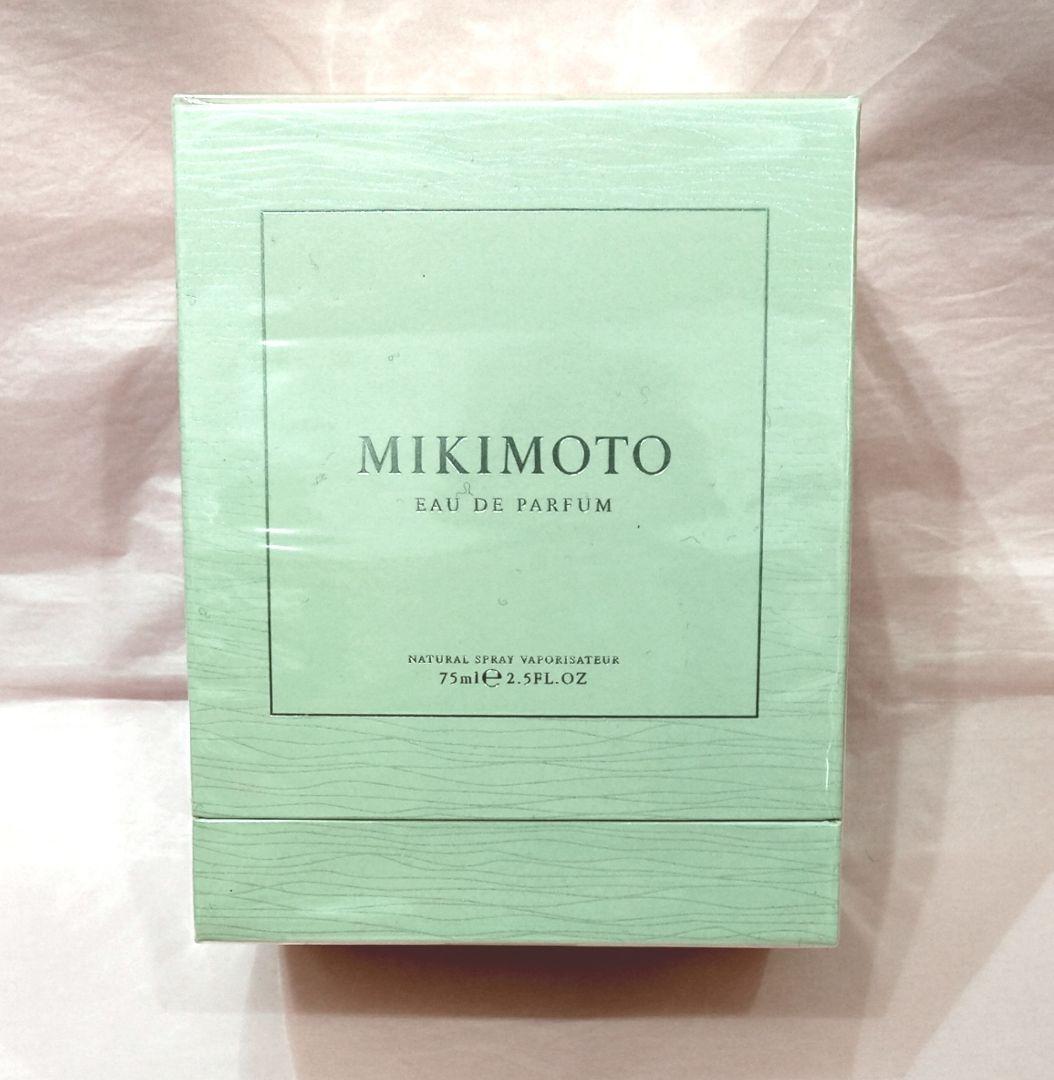 MIKIMOTO
EAU DE PARFUM
NATURAL SPRAY VAPORISATEUR
75ml℮2.5FL.OZ